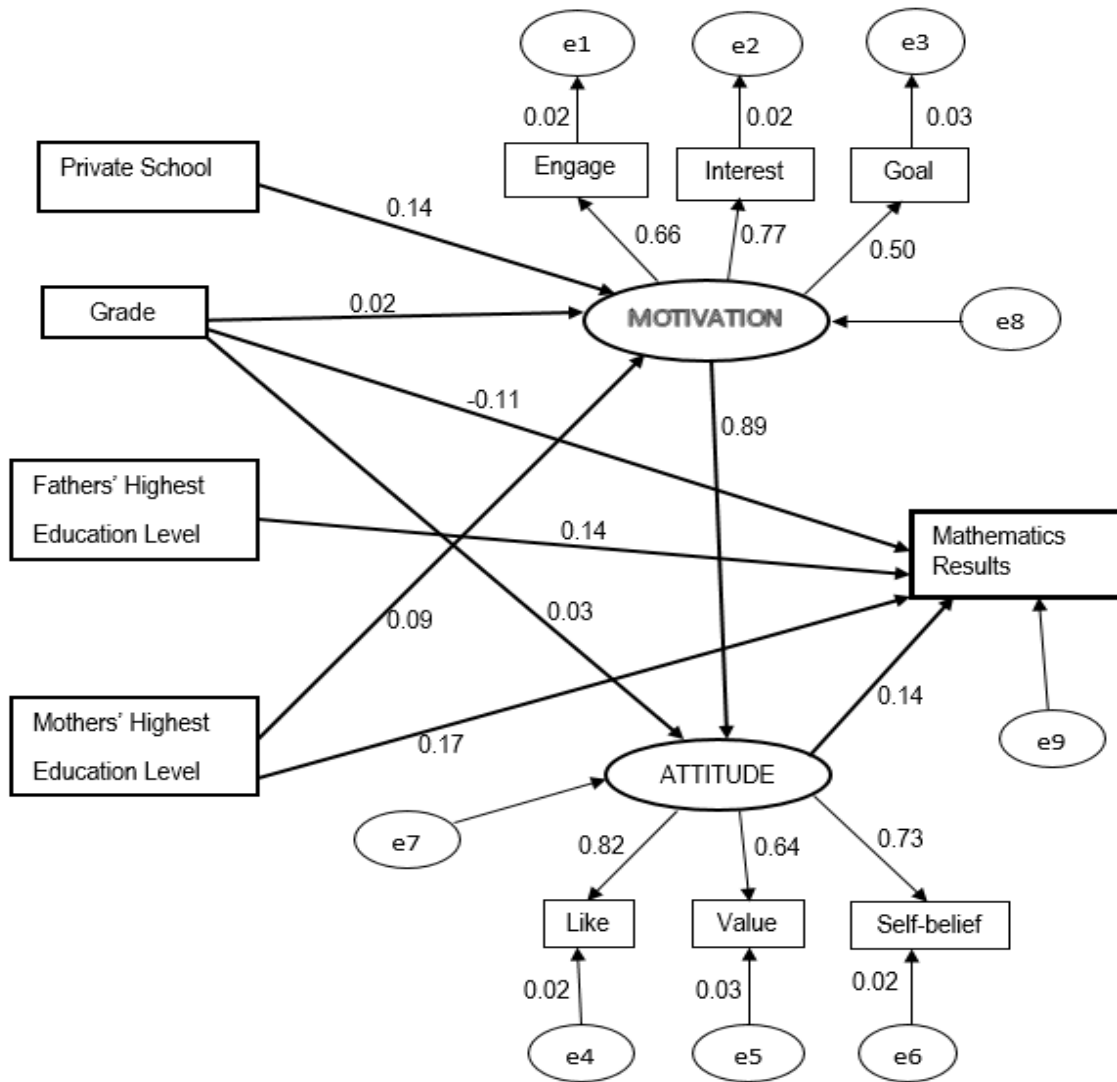 e1
e2
e3
0.02
0.02
0.03
Private School
Engage
Interest
Goal
0.14
0.66
0.77
0.50
Grade
0.02
MOTIVATION
e8
-0.11
0.89
Fathers’ Highest
Education Level
0.14
Mathematics
Results
0.09
0.03
Mothers’ Highest
Education Level
0.17
0.14
e9
ATTITUDE
e7
0.82
0.64
0.73
Like
Value
Self-belief
0.02
0.03
0.02
e4
e5
e6